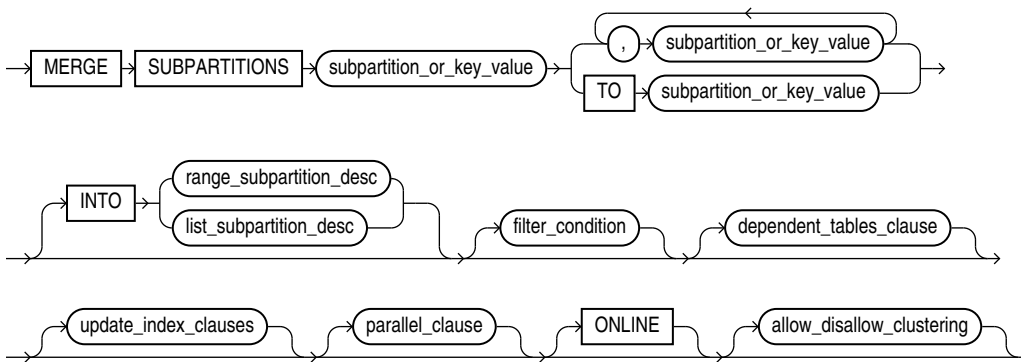 , subpartition_or_key_value
MERGE SUBPARTITIONS subpartition_or_key_value
TO subpartition_or_key_value
range_subpartition_desc
INTO
list_subpartition_desc
filter_condition dependent_tables_clause
update_index_clauses parallel_clause ONLINE allow_disallow_clustering